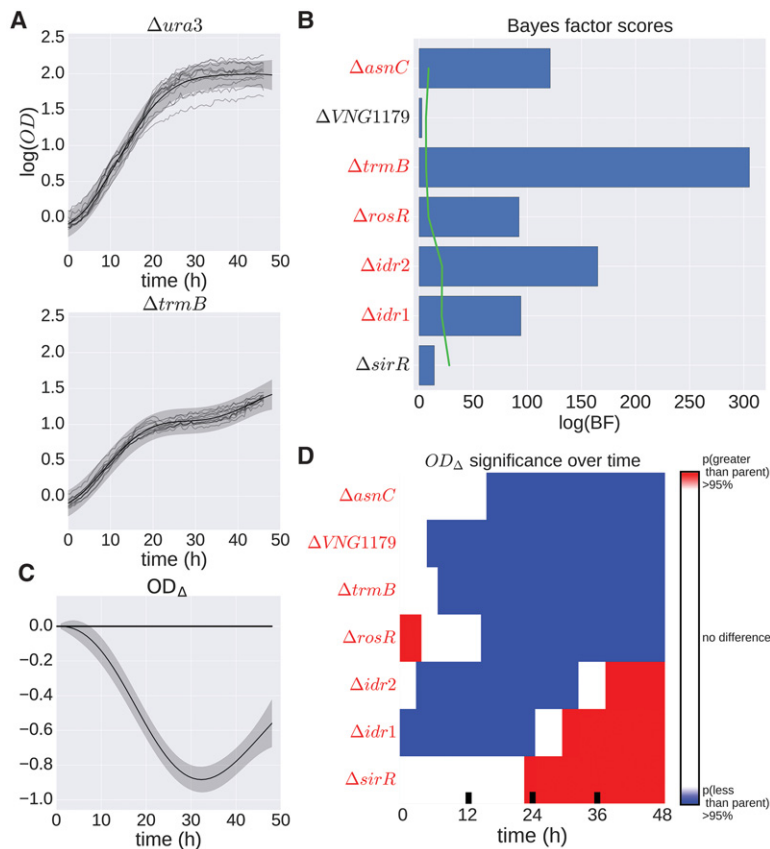 A
Δura3
2.5
2.0
1.5
1.0
0.5
0.0
log(OD)
0 10 20 30 40 50
time (h)
ΔtrmB
2.5
2.0
1.5
1.0
0.5
0.0
0 10 20 30 40 50
time (h)
B
Bayes factor scores
ΔasnC
ΔVNG1179
ΔtrmB
ΔrosR
Δidr2
Δidr1
ΔsirR
0 50 100 150 200 250 300
log(BF)
C
OD_Δ
0.0
−0.2
−0.4
−0.6
−0.8
−1.0
0 10 20 30 40 50
time (h)
D
OD_Δ significance over time
ΔasnC
ΔVNG1179
ΔtrmB
ΔrosR
Δidr2
Δidr1
ΔsirR
0 12 24 36 48
time (h)
p(greater
than parent)
>95%
no difference
p(less
than parent)
>95%